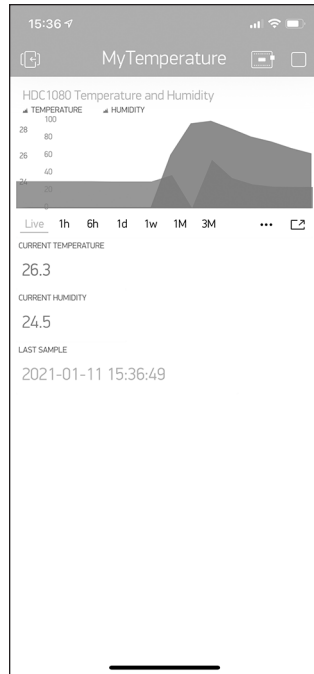 15:36
MyTemperature
HDC1080 Temperature and Humidity
TEMPERATURE HUMIDITY
100
28 80
26 60
40
24 20
0
Live 1h 6h 1d 1w 1M 3M
CURRENT TEMPERATURE
26.3
CURRENT HUMIDITY
24.5
LAST SAMPLE
2021-01-11 15:36:49